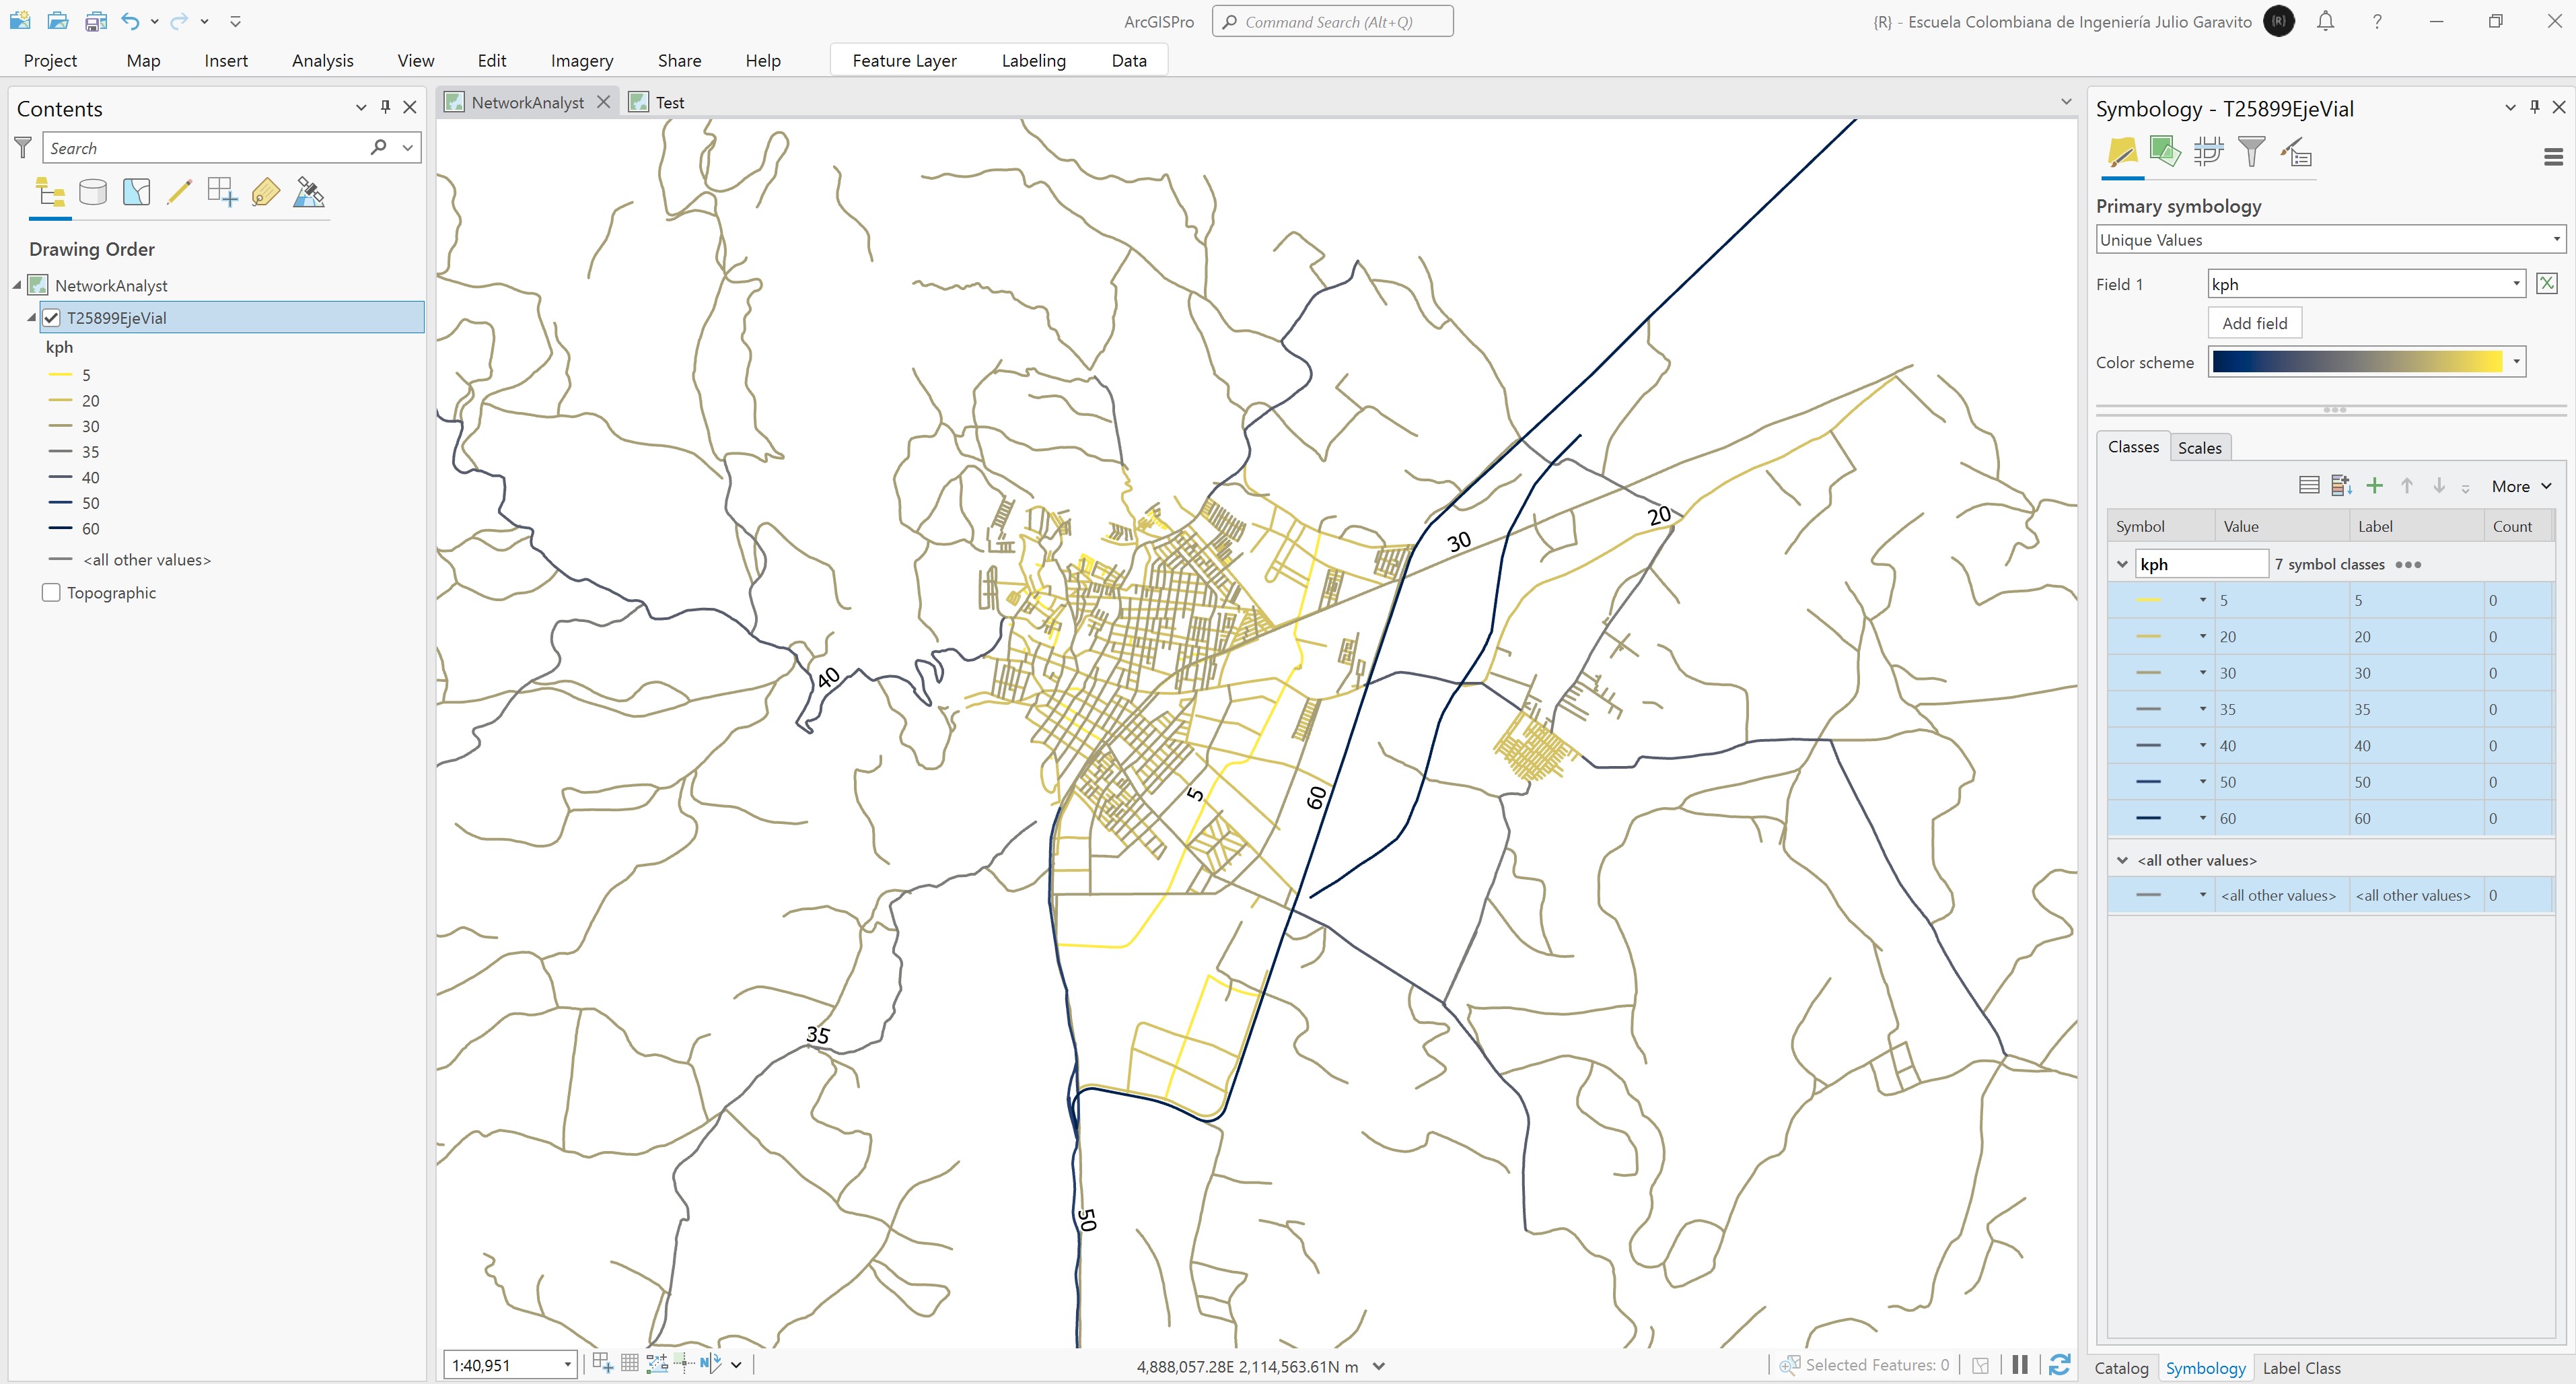 ArcGISPro
Command Search (Alt+Q)
{R} - Escuela Colombiana de Ingeniería Julio Garavito
{R}
?
Project
Map
Insert
Analysis
View
Edit
Imagery
Share
Help
Feature Layer
Labeling
Data
Contents
Search
Drawing Order
NetworkAnalyst
T25899EjeVial
kph
5
20
30
35
40
50
60
<all other values>
Topographic
NetworkAnalyst
Test
30
20
40
5
60
35
50
1:40,951
4,888,057.28E 2,114,563.61N m
Selected Features: 0
Symbology - T25899EjeVial
Primary symbology
Unique Values
Field 1
kph
Add field
Color scheme
Classes
Scales
More
Symbol Value Label Count
kph 7 symbol classes
5 5 0
20 20 0
30 30 0
35 35 0
40 40 0
50 50 0
60 60 0
<all other values>
<all other values> <all other values> 0
Catalog
Symbology
Label Class